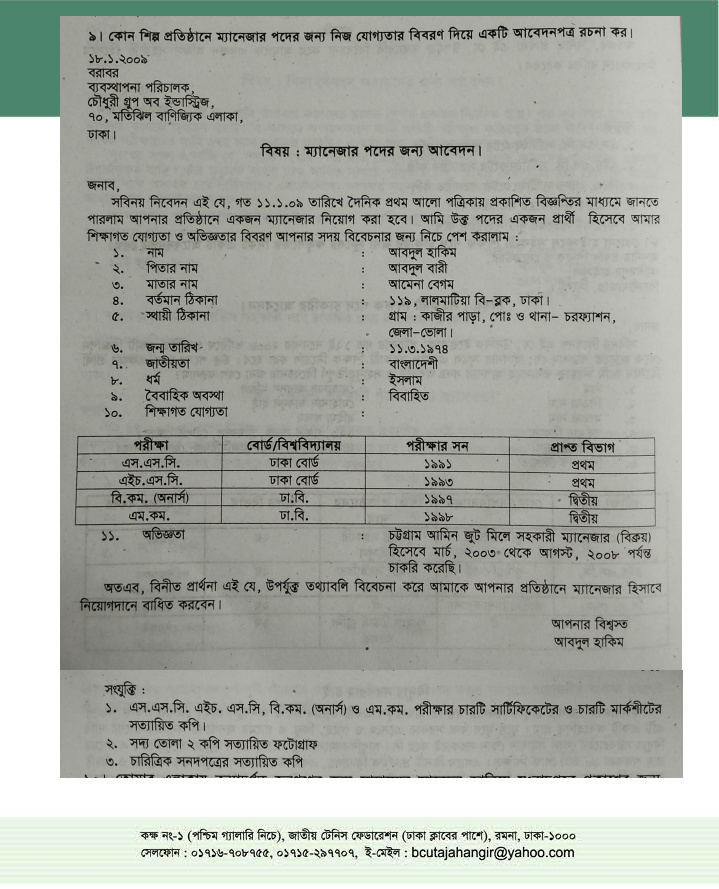 ৯। কোন শিল্প প্রতিষ্ঠানে ম্যানেজার পদের জন্য নিজ যোগ্যতার বিবরণ দিয়ে একটি আবেদনপত্র রচনা কর।
১৮.১.২০০৯
বরাবর
ব্যবস্থাপনা পরিচালক,
চৌধুরী গ্রুপ অব ইন্ডাস্ট্রিজ,
৭০, মতিঝিল বাণিজ্যিক এলাকা,
ঢাকা।
বিষয় : ম্যানেজার পদের জন্য আবেদন।
জনাব,
সবিনয় নিবেদন এই যে, গত ১১.১.০৯ তারিখে দৈনিক প্রথম আলো পত্রিকায় প্রকাশিত বিজ্ঞপ্তির মাধ্যমে জানতে
পারলাম আপনার প্রতিষ্ঠানে একজন ম্যানেজার নিয়োগ করা হবে। আমি উক্ত পদের একজন প্রার্থী হিসেবে আমার
শিক্ষাগত যোগ্যতা ও অভিজ্ঞতার বিবরণ আপনার সদয় বিবেচনার জন্য নিচে পেশ করালাম :
১. নাম : আবদুল হাকিম
২. পিতার নাম : আবদুল বারী
৩. মাতার নাম : আমেনা বেগম
৪. বর্তমান ঠিকানা : ১১৯, লালমাটিয়া বি-ব্লক, ঢাকা।
৫. স্থায়ী ঠিকানা : গ্রাম : কাজীর পাড়া, পোঃ ও থানা- চরফ্যাশন,
জেলা-ভোলা।
৬. জন্ম তারিখ : ১১.৩.১৯৭৪
৭. জাতীয়তা : বাংলাদেশী
৮. ধর্ম : ইসলাম
৯. বৈবাহিক অবস্থা : বিবাহিত
১০. শিক্ষাগত যোগ্যতা :
পরীক্ষা বোর্ড/বিশ্ববিদ্যালয় পরীক্ষার সন প্রাপ্ত বিভাগ
এস.এস.সি. ঢাকা বোর্ড ১৯৯১ প্রথম
এইচ.এস.সি. ঢাকা বোর্ড ১৯৯৩ প্রথম
বি.কম. (অনার্স) ঢা.বি. ১৯৯৭ দ্বিতীয়
এম.কম. ঢা.বি. ১৯৯৮ দ্বিতীয়
১১. অভিজ্ঞতা : চট্টগ্রাম আমিন জুট মিলে সহকারী ম্যানেজার (বিক্রয়)
হিসেবে মার্চ, ২০০৩ থেকে আগস্ট, ২০০৮ পর্যন্ত
চাকরি করেছি।
অতএব, বিনীত প্রার্থনা এই যে, উপর্যুক্ত তথ্যাবলি বিবেচনা করে আমাকে আপনার প্রতিষ্ঠানে ম্যানেজার হিসাবে
নিয়োগদানে বাধিত করবেন।
আপনার বিশ্বস্ত
আবদুল হাকিম
সংযুক্তি :
১. এস.এস.সি. এইচ. এস.সি, বি.কম. (অনার্স) ও এম.কম. পরীক্ষার চারটি সার্টিফিকেটের ও চারটি মার্কশীটের
সত্যায়িত কপি।
২. সদ্য তোলা ২ কপি সত্যায়িত ফটোগ্রাফ
৩. চারিত্রিক সনদপত্রের সত্যায়িত কপি
কক্ষ নং-১ (পশ্চিম গ্যালারি নিচে), জাতীয় টেনিস ফেডারেশন (ঢাকা ক্লাবের পাশে), রমনা, ঢাকা-১০০০
সেলফোন : ০১৭১৬-৭০৮৭৫৫, ০১৭১৫-২৯৭৭০৭, ই-মেইল : bcutajahangir@yahoo.com